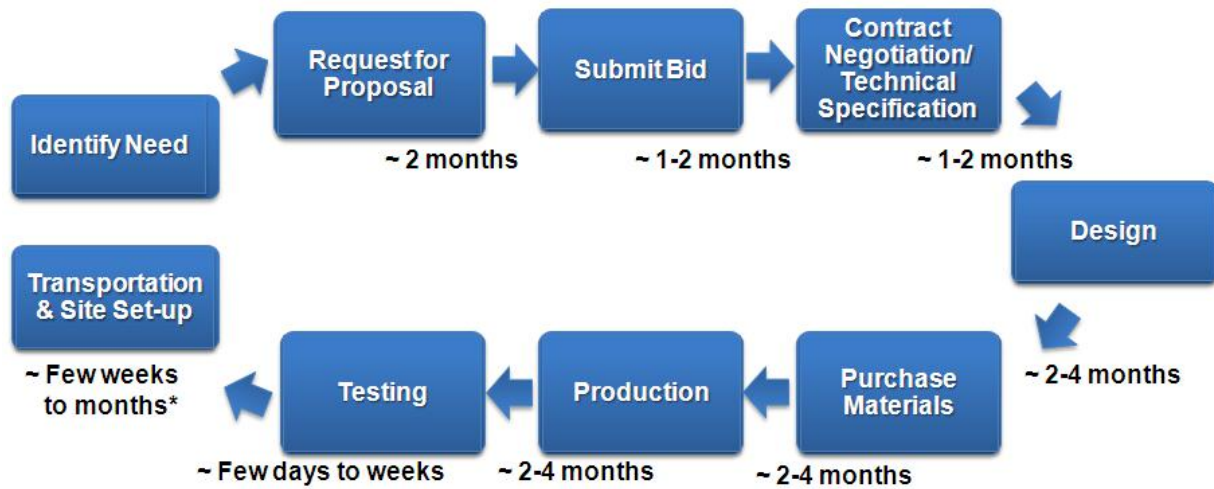 Identify Need
Request for
Proposal
~ 2 months
Submit Bid
~ 1-2 months
Contract
Negotiation/
Technical
Specification
~ 1-2 months
Design
~ 2-4 months
Purchase
Materials
~ 2-4 months
Production
~ 2-4 months
Testing
~ Few days to weeks
Transportation
& Site Set-up
~ Few weeks
to months*